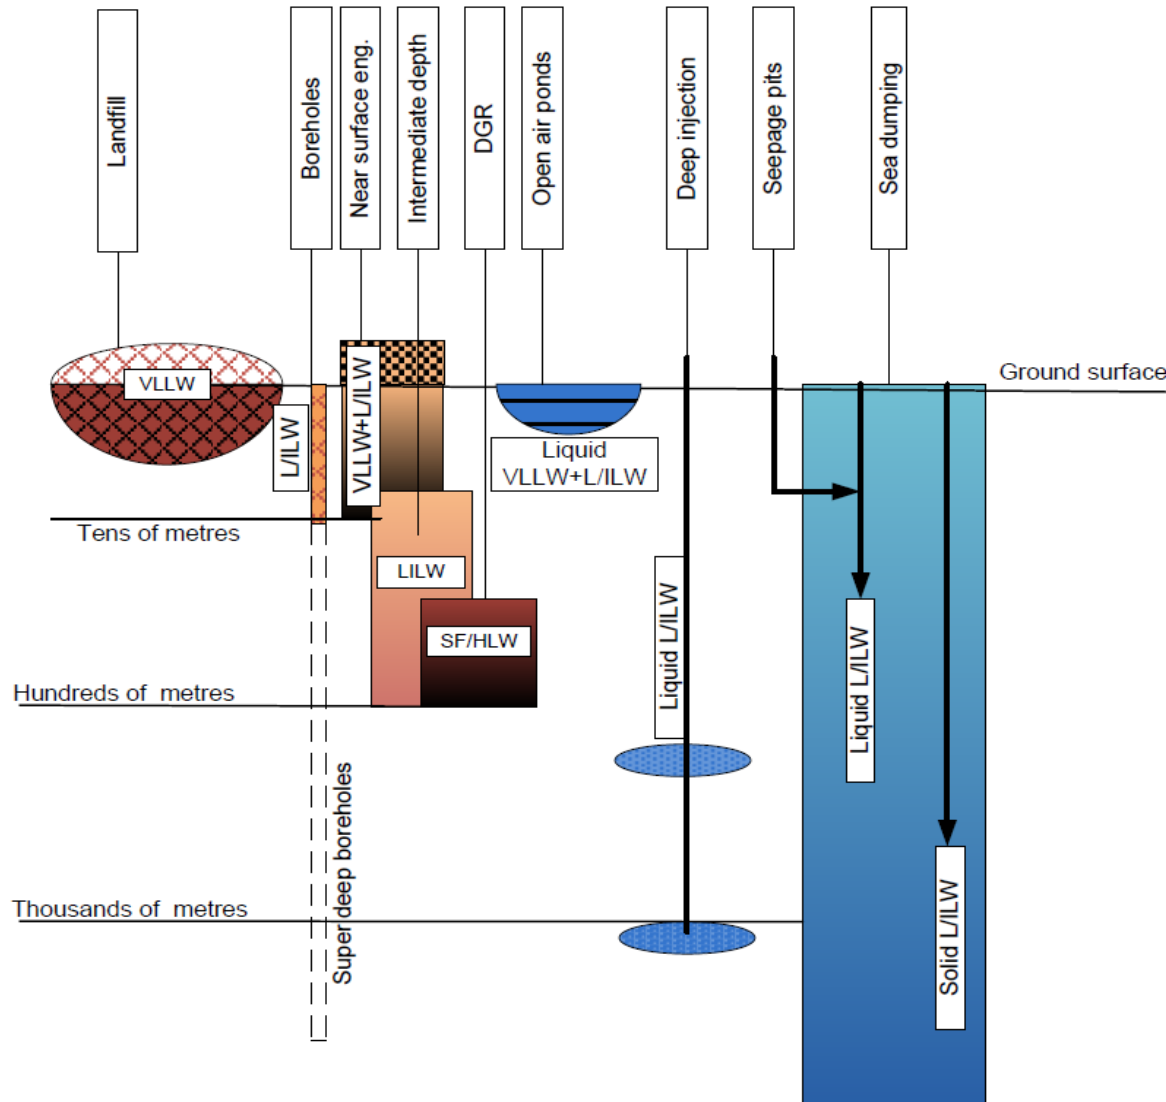 Landfill
Boreholes
Near surface eng.
Intermediate depth
DGR
Open air ponds
Deep injection
Seepage pits
Sea dumping
Ground surface
VLLW
L/ILW
VLLW+L/ILW
Liquid
VLLW+L/ILW
Tens of metres
LILW
SF/HLW
Liquid L/ILW
Liquid L/ILW
Hundreds of metres
Super deep boreholes
Solid L/ILW
Thousands of metres